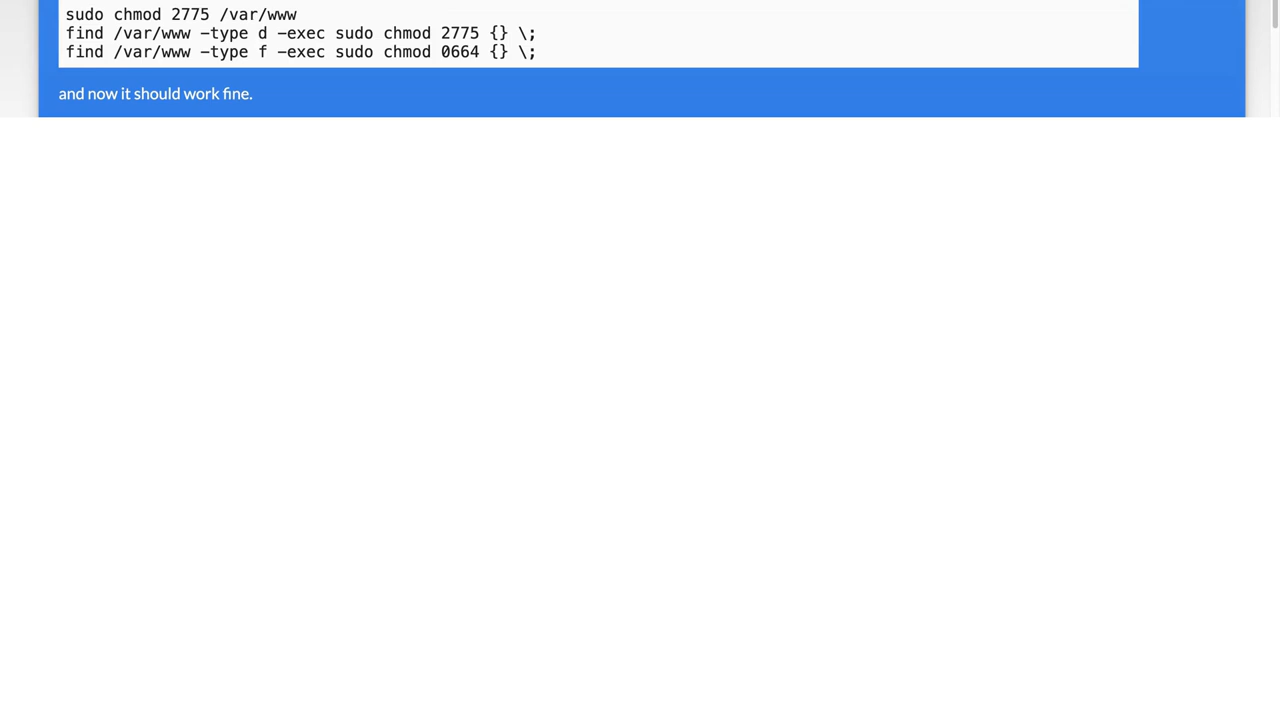 sudo chmod 2775 /var/www
find /var/www -type d -exec sudo chmod 2775 {} \;
find /var/www -type f -exec sudo chmod 0664 {} \;
and now it should work fine.